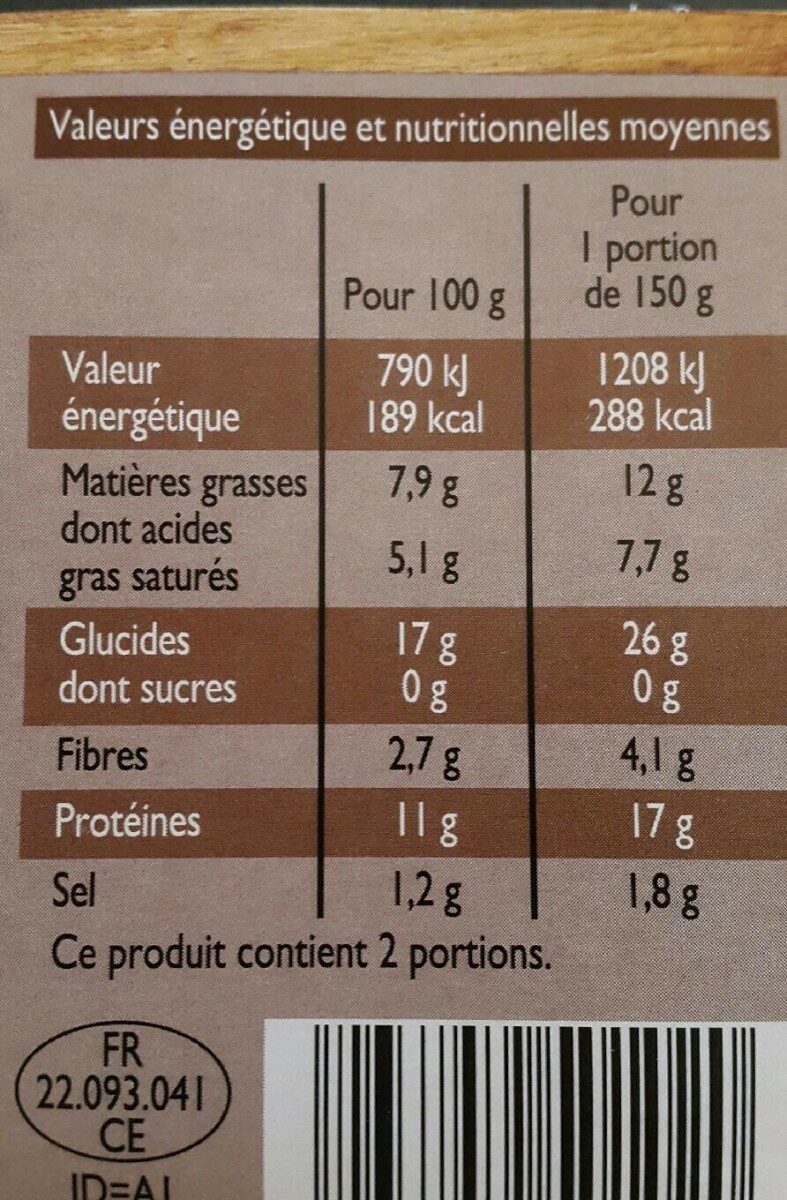 Valeurs énergétique et nutritionnelles moyennes
Pour 100 g
Pour
1 portion
de 150 g
Valeur
énergétique
790 kJ
189 kcal
1208 kJ
288 kcal
Matières grasses 7,9 g 12 g
dont acides
gras saturés
5,1 g 7,7 g
Glucides 17 g 26 g
dont sucres 0 g 0 g
Fibres 2,7 g 4,1 g
Protéines 11 g 17 g
Sel 1,2 g 1,8 g
Ce produit contient 2 portions.
FR
22.093.041
CE
ID=AL